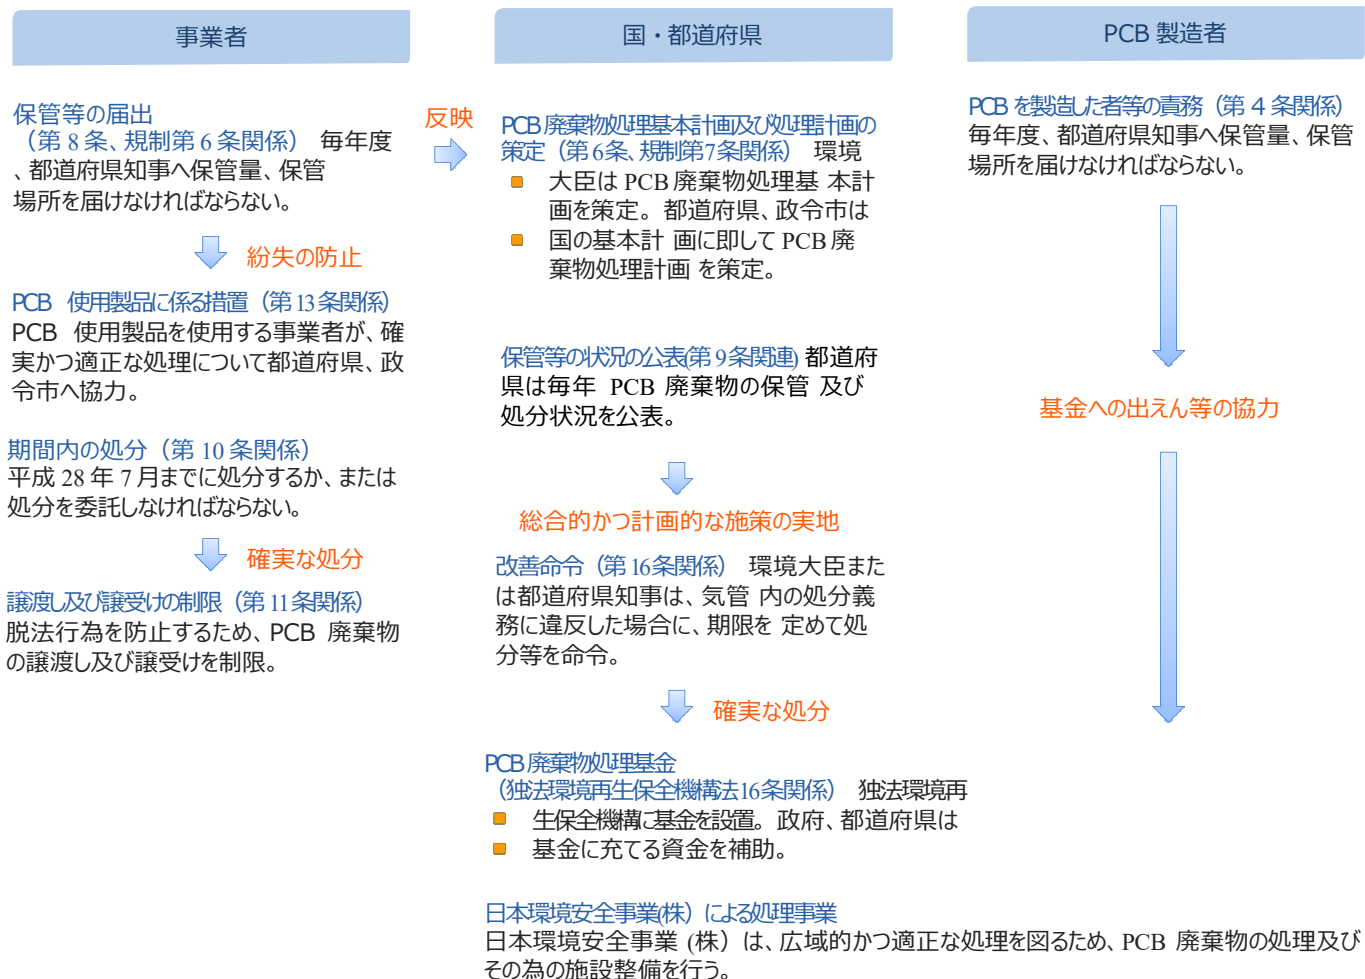 事業者
保管等の届出
（第 8 条、規制第 6 条関係） 毎年度
、都道府県知事へ保管量、保管
場所を届けなければならない。
紛失の防止
PCB 使用製品に係る措置（第 13 条関係）
PCB 使用製品を使用する事業者が、確
実かつ適正な処理について都道府県、政
令市へ協力。
期間内の処分（第 10 条関係）
平成 28 年 7 月までに処分するか、または
処分を委託しなければならない。
確実な処分
譲渡し及び譲受けの制限（第 11 条関係）
脱法行為を防止するため、PCB 廃棄物
の譲渡し及び譲受けを制限。
反映
国・都道府県
PCB 廃棄物処理基本計画及び処理計画の
策定（第 6条、規制第7条関係） 環境
大臣は PCB 廃棄物処理基 本計
画を策定。都道府県、政令市は
国の基本計 画に即して PCB 廃
棄物処理計画 を策定。
保管等の状況の公表(第 9 条関連) 都道府
県は毎年 PCB 廃棄物の保管 及び
処分状況を公表。
総合的かつ計画的な施策の実地
改善命令（第 16 条関係） 環境大臣また
は都道府県知事は、気管 内の処分義
務に違反した場合に、期限を 定めて処
分等を命令。
確実な処分
PCB 廃棄物処理基金
（独法環境再生保全機構法 16 条関係） 独法環境再
生保全機構に基金を設置。政府、都道府県は
基金に充てる資金を補助。
日本環境安全事業(株）による処理事業
日本環境安全事業 (株）は、広域的かつ適正な処理を図るため、PCB 廃棄物の処理及び
その為の施設整備を行う。
PCB 製造者
PCB を製造した者等の責務（第 4 条関係）
毎年度、都道府県知事へ保管量、保管
場所を届けなければならない。
基金への出えん等の協力